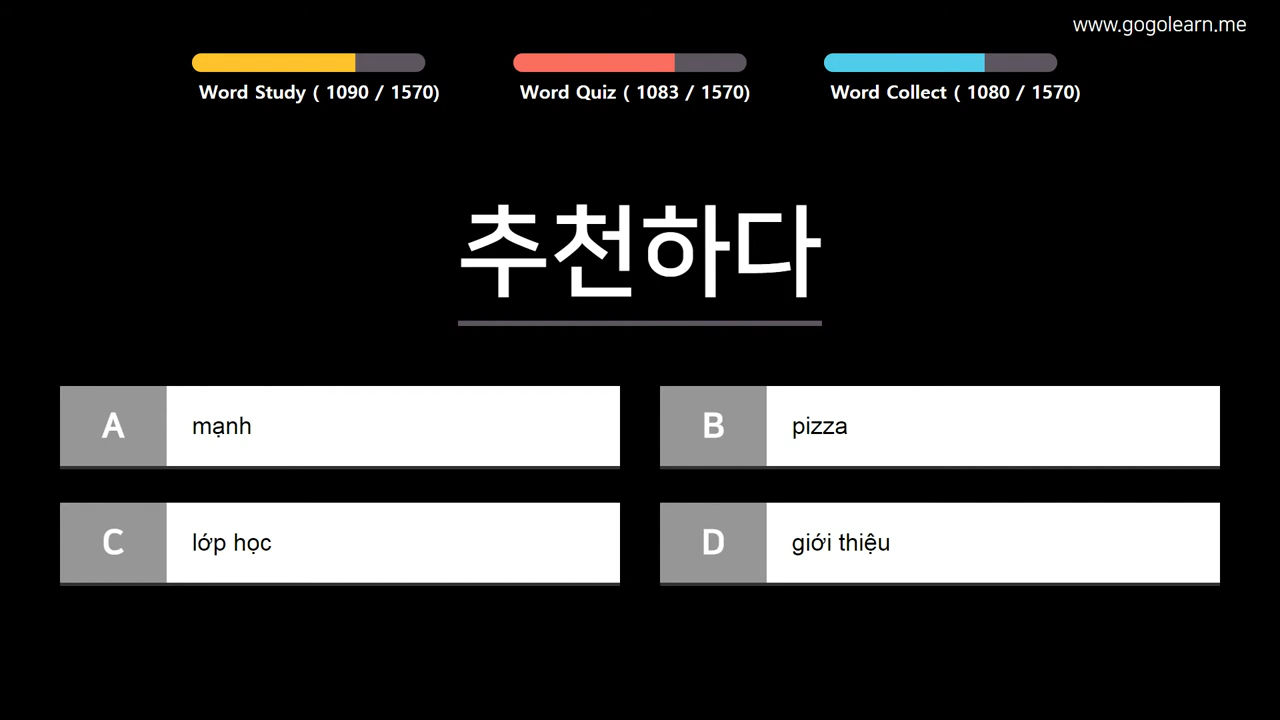 www.gogolearn.me
Word Study ( 1090 / 1570)
Word Quiz ( 1083 / 1570)
Word Collect ( 1080 / 1570)
추천하다
A mạnh
B pizza
C lớp học
D giới thiệu